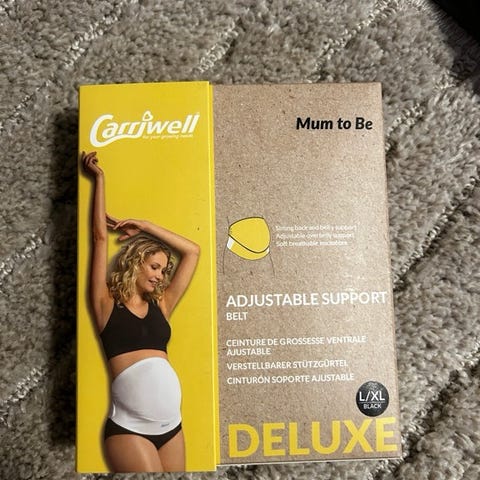 Carriwell
for your growing needs
Mum to Be
Strong back and belly support
Adjustable over belly support
Soft breathable microfibre
ADJUSTABLE SUPPORT
BELT
CEINTURE DE GROSSESSE VENTRALE
AJUSTABLE
VERSTELLBARER STÜTZGÜRTEL
CINTURÓN SOPORTE AJUSTABLE
L/XL
BLACK
DELUXE